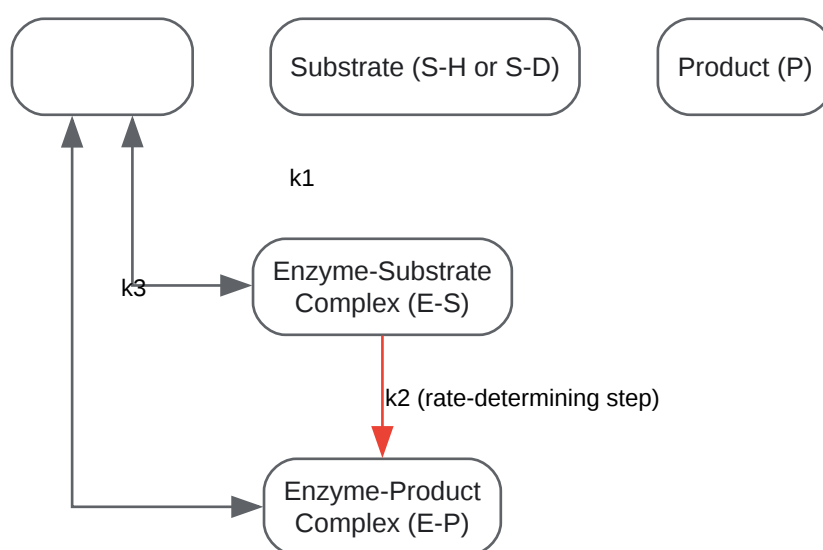 Substrate (S-H or S-D)
Product (P)
k1
Enzyme-Substrate
Complex (E-S)
k3
k2 (rate-determining step)
Enzyme-Product
Complex (E-P)